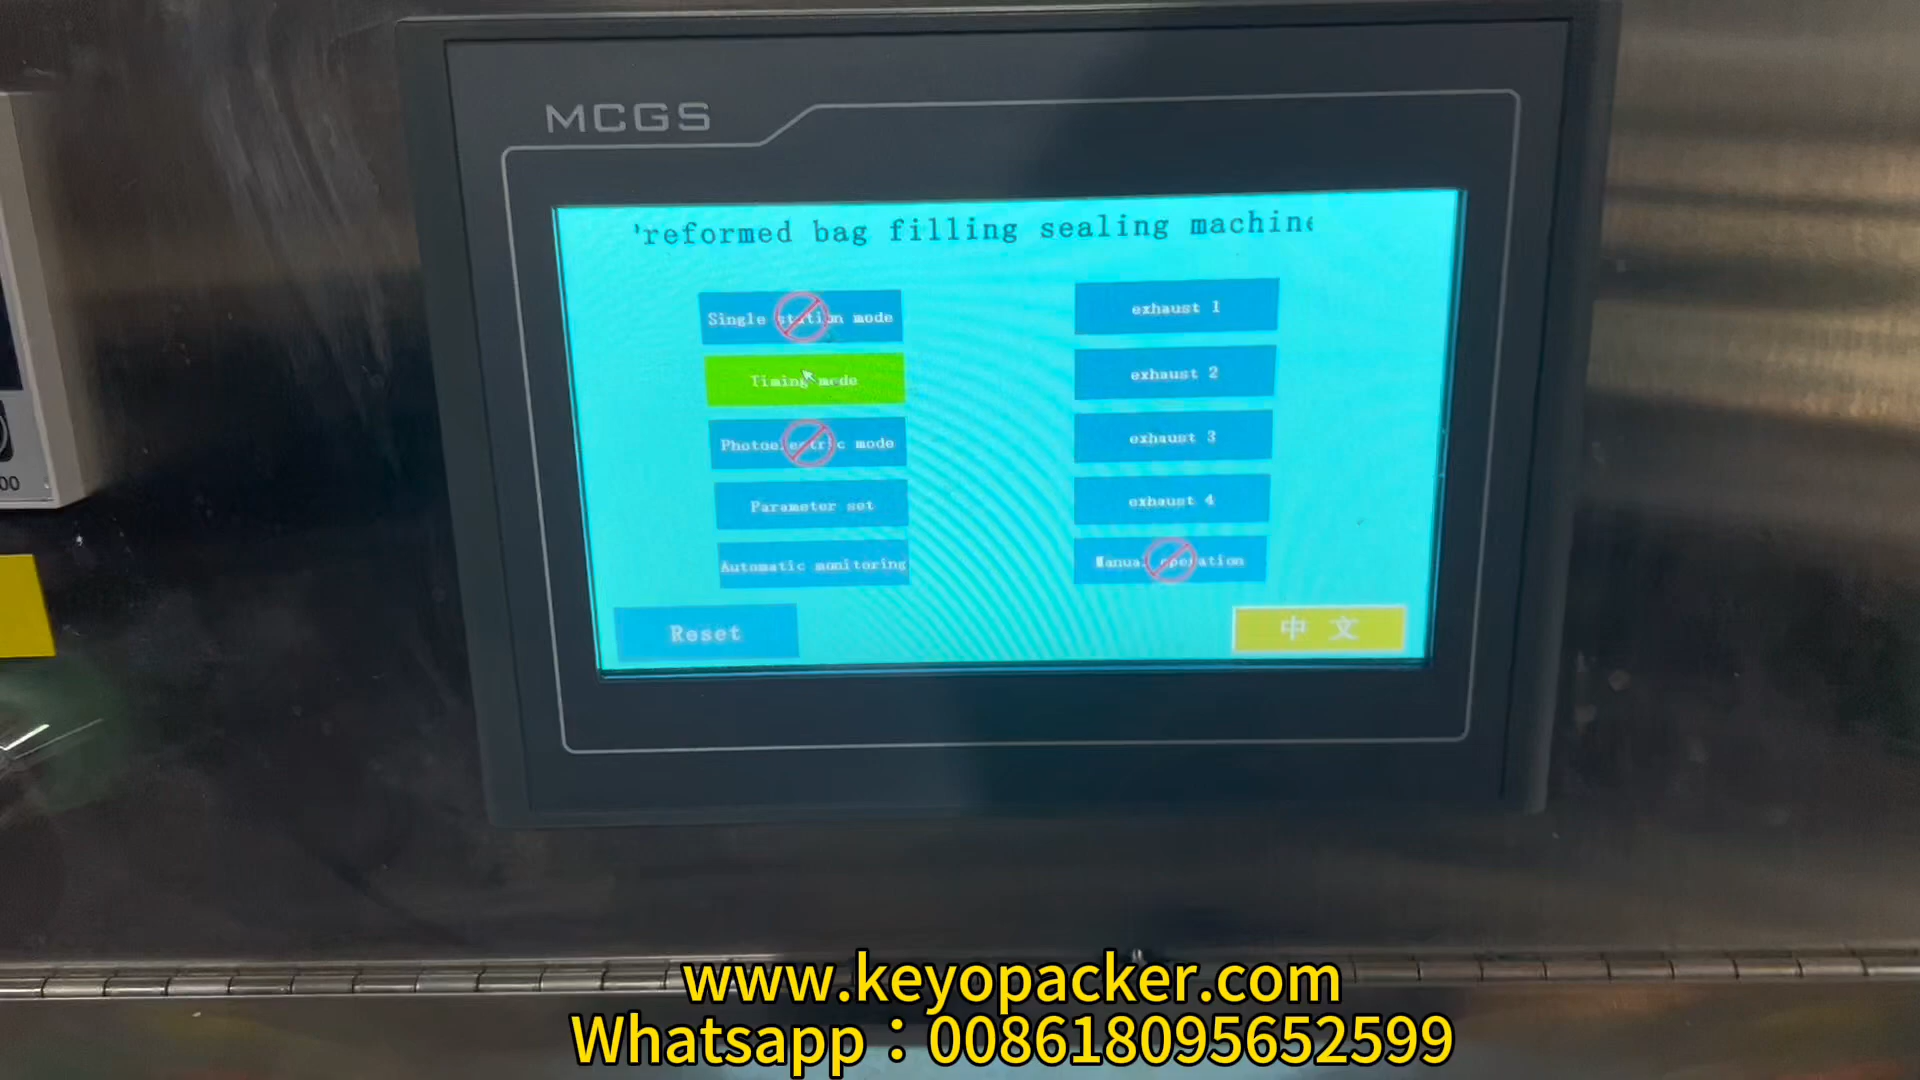 MCGS
'reformed bag filling sealing machine
Single station mode
exhaust 1
Timing mode
exhaust 2
Photoelectric mode
exhaust 3
Parameter set
exhaust 4
Automatic monitoring
Manual operation
Reset
中 文
00
www.keyopacker.com
Whatsapp：008618095652599